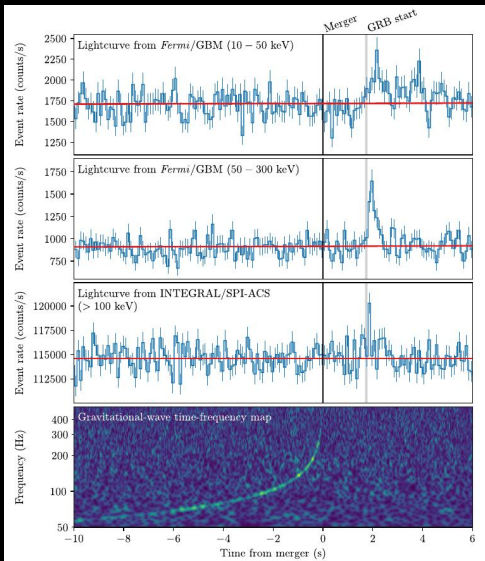 Merger
GRB start
Lightcurve from Fermi/GBM (10 – 50 keV)
Event rate (counts/s)
2500
2250
2000
1750
1500
1250
Lightcurve from Fermi/GBM (50 – 300 keV)
Event rate (counts/s)
1750
1500
1250
1000
750
Lightcurve from INTEGRAL/SPI-ACS
(> 100 keV)
Event rate (counts/s)
120000
117500
115000
112500
Gravitational-wave time-frequency map
Frequency (Hz)
400
300
200
100
50
−10 −8 −6 −4 −2 0 2 4 6
Time from merger (s)